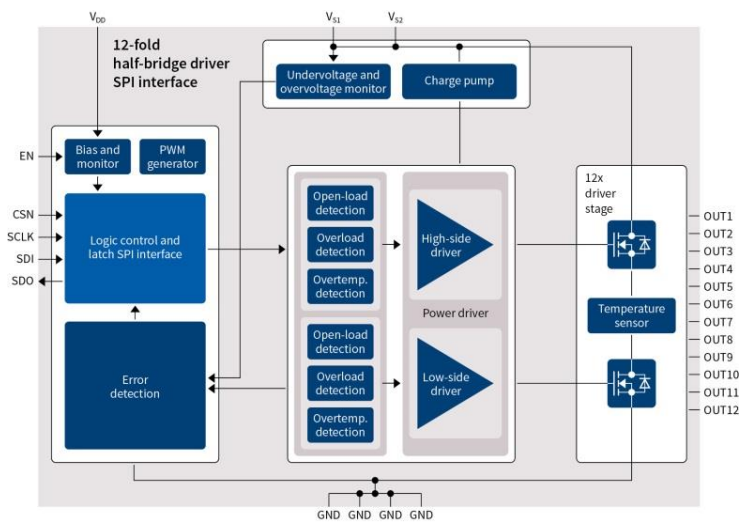 VDD
VS1
VS2
12-fold
half-bridge driver
SPI interface
Undervoltage and
overvoltage monitor
Charge pump
EN
Bias and
monitor
PWM
generator
CSN
SCLK
SDI
SDO
Logic control and
latch SPI interface
Error
detection
Open-load
detection
Overload
detection
Overtemp.
detection
High-side
driver
Power driver
Open-load
detection
Overload
detection
Overtemp.
detection
Low-side
driver
12x
driver
stage
Temperature
sensor
OUT1
OUT2
OUT3
OUT4
OUT5
OUT6
OUT7
OUT8
OUT9
OUT10
OUT11
OUT12
GND GND GND GND